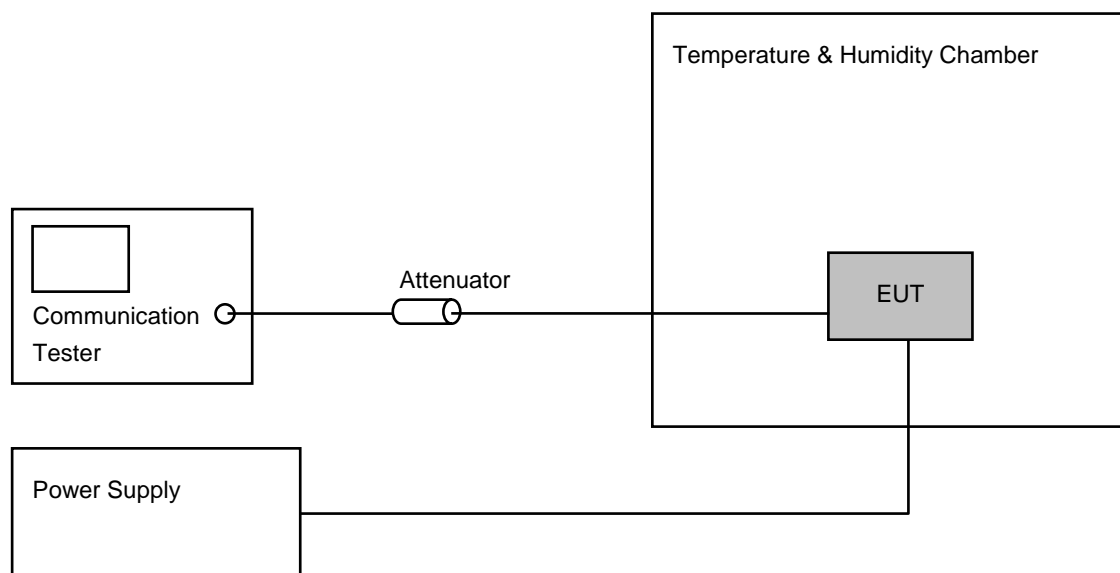 Temperature & Humidity Chamber
Attenuator
EUT
Communication
Tester
Power Supply